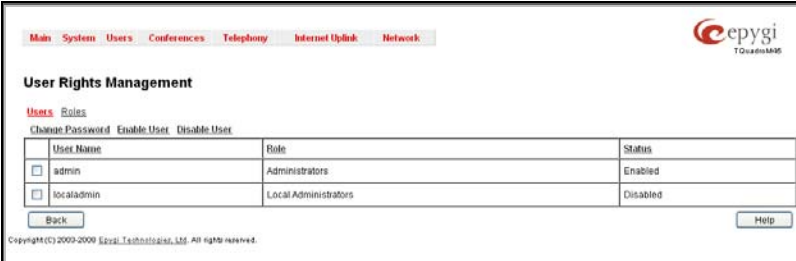 Main System Users Conferences Telephony Internet Uplink Network
epygi
User Rights Management
Users Roles
Change Password Enable User Disable User
User Name Role Status
admin Administrators Enabled
localadmin Local Administrators Disabled
Back Help
Copyright (C) 2003-2008 Epygi Technologies, Ltd. All rights reserved.